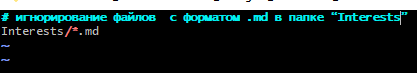 # игнорирование файлов  с форматом .md в папке “Interests”
Interests/*.md
~
~